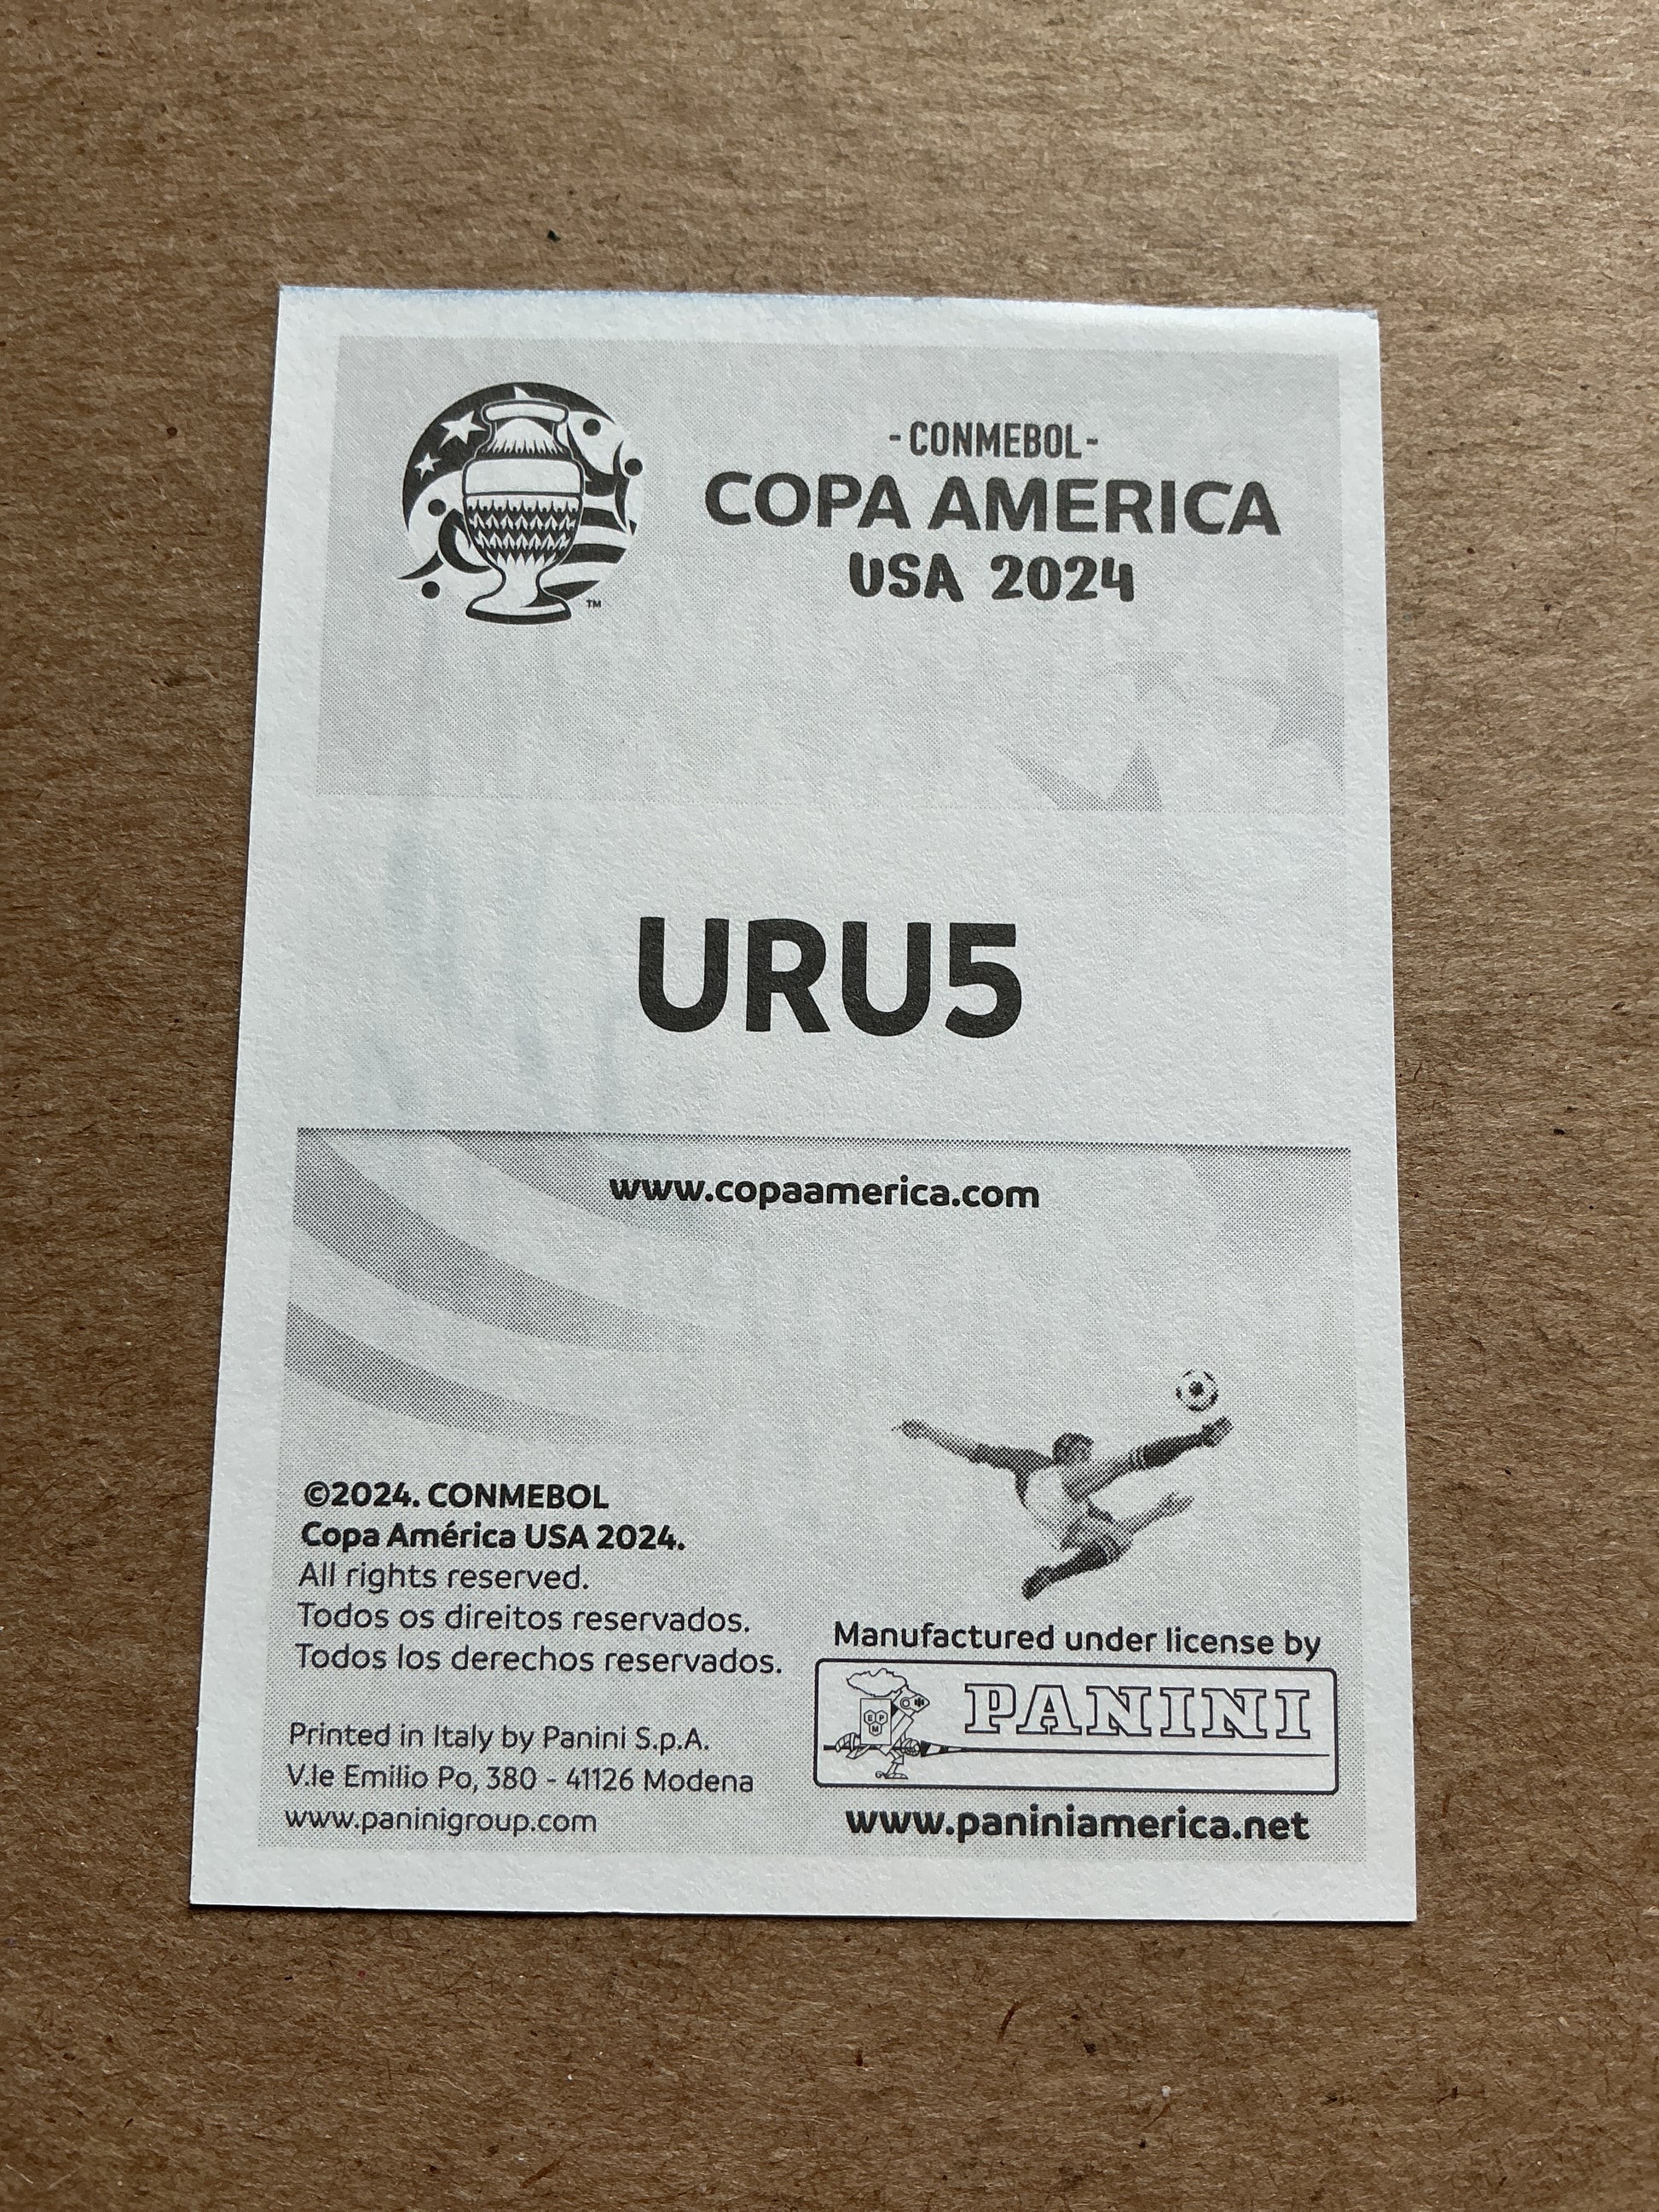 -CONMEBOL-
COPA AMERICA
USA 2024
TM
URU5
www.copaamerica.com
©2024. CONMEBOL
Copa América USA 2024.
All rights reserved.
Todos os direitos reservados.
Todos los derechos reservados.
Printed in Italy by Panini S.p.A.
V.le Emilio Po, 380 - 41126 Modena
www.paninigroup.com
Manufactured under license by
E P
M
PANINI
www.paniniamerica.net